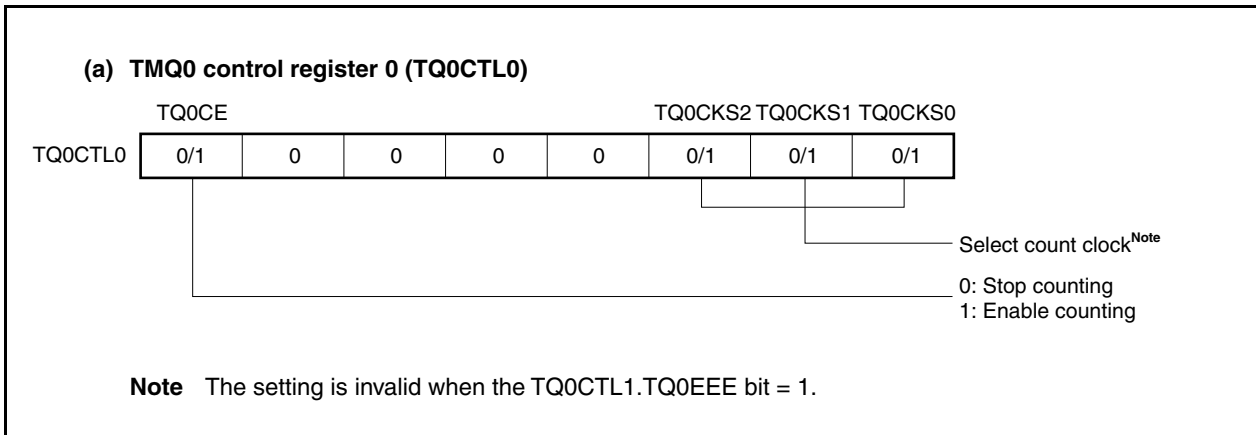 (a) TMQ0 control register 0 (TQ0CTL0)
TQ0CE TQ0CKS2 TQ0CKS1 TQ0CKS0
TQ0CTL0 0/1 0 0 0 0 0/1 0/1 0/1
Select count clockNote
0: Stop counting
1: Enable counting
Note The setting is invalid when the TQ0CTL1.TQ0EEE bit = 1.